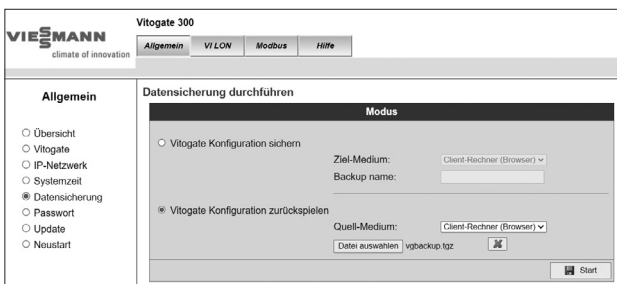 VIESMANN
climate of innovation
Vitogate 300
Allgemein
VI LON
Modbus
Hilfe
Allgemein
Übersicht
Vitogate
IP-Netzwerk
Systemzeit
Datensicherung
Passwort
Update
Neustart
Datensicherung durchführen
Modus
Vitogate Konfiguration sichern
Ziel-Medium: Client-Rechner (Browser)
Backup name:
Vitogate Konfiguration zurückspielen
Quell-Medium: Client-Rechner (Browser)
Datei auswählen vgbackup.tgz
Start